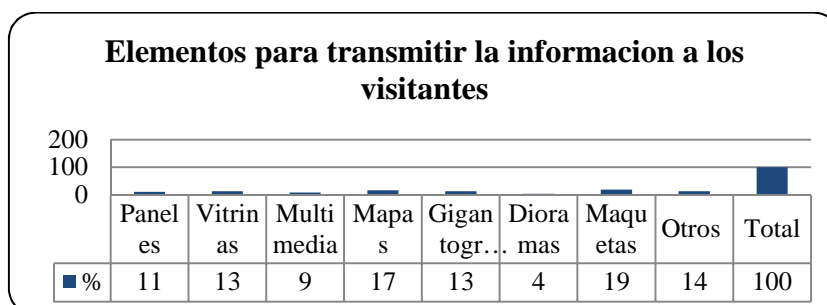 Elementos para transmitir la informacion a los
visitantes
200
100
0
Panel Vitrin Multi Mapa Gigan Diora Maqu Otros Total
es as media s togr... mas etas
% 11 13 9 17 13 4 19 14 100